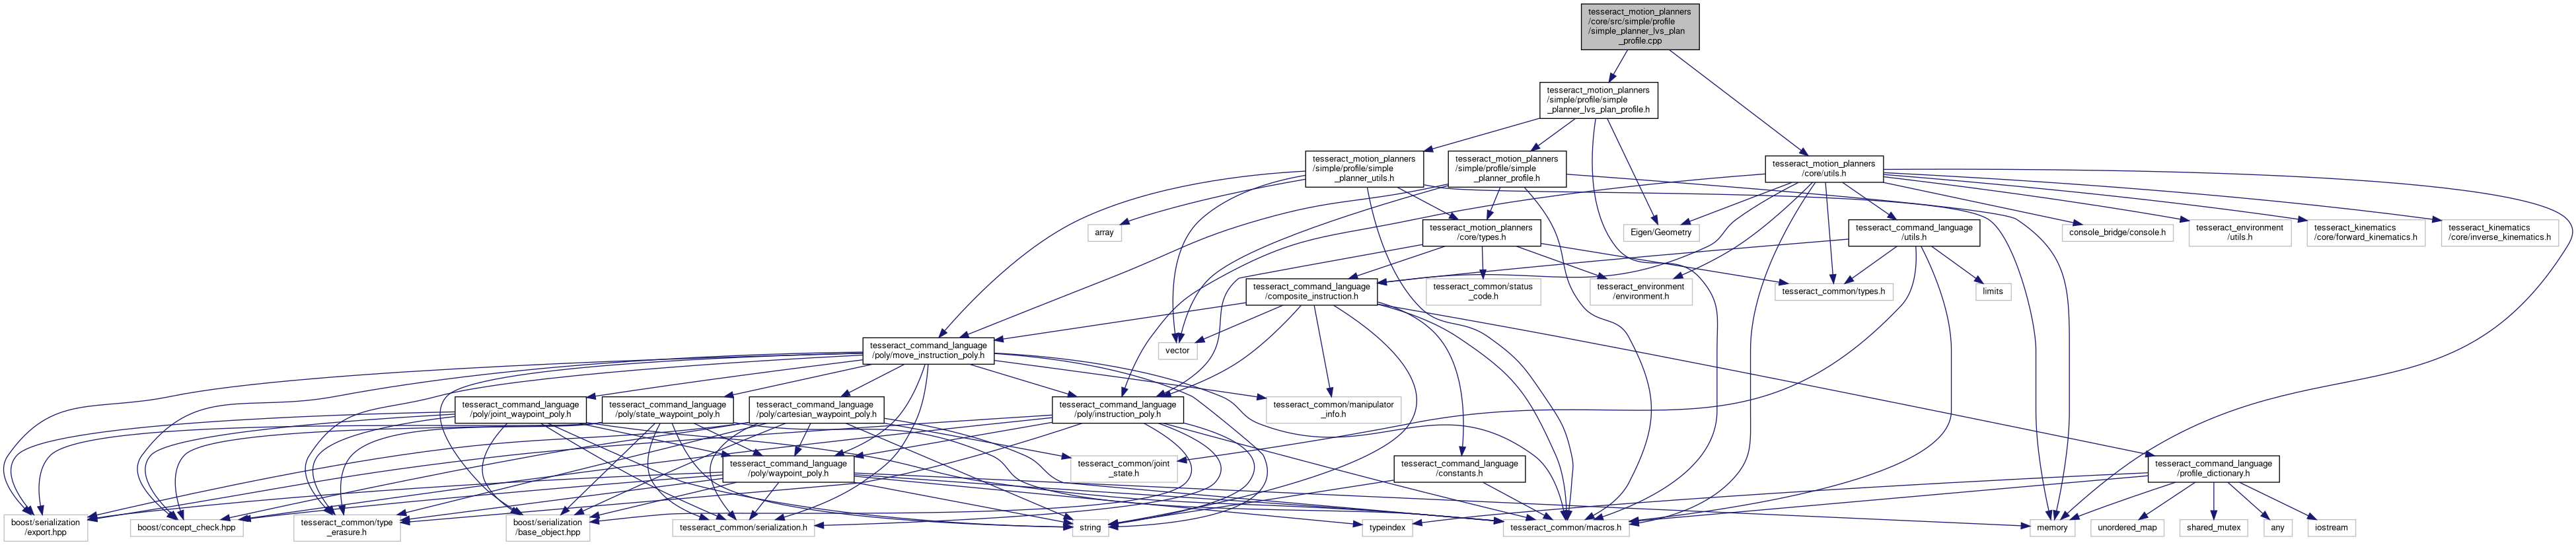 tesseract_motion_planners
/core/src/simple/profile
/simple_planner_lvs_plan
_profile.cpp
tesseract_motion_planners
/simple/profile/simple
_planner_lvs_plan_profile.h
tesseract_motion_planners
/simple/profile/simple
_planner_utils.h
tesseract_motion_planners
/simple/profile/simple
_planner_profile.h
tesseract_motion_planners
/core/utils.h
array
tesseract_motion_planners
/core/types.h
Eigen/Geometry
tesseract_command_language
/utils.h
console_bridge/console.h
tesseract_environment
/utils.h
tesseract_kinematics
/core/forward_kinematics.h
tesseract_kinematics
/core/inverse_kinematics.h
tesseract_command_language
/composite_instruction.h
tesseract_common/status
_code.h
tesseract_environment
/environment.h
tesseract_common/types.h
limits
tesseract_command_language
/poly/move_instruction_poly.h
vector
tesseract_command_language
/poly/joint_waypoint_poly.h
tesseract_command_language
/poly/state_waypoint_poly.h
tesseract_command_language
/poly/cartesian_waypoint_poly.h
tesseract_command_language
/poly/instruction_poly.h
tesseract_common/manipulator
_info.h
tesseract_command_language
/poly/waypoint_poly.h
tesseract_common/joint
_state.h
tesseract_command_language
/constants.h
tesseract_command_language
/profile_dictionary.h
boost/serialization
/export.hpp
boost/concept_check.hpp
tesseract_common/type
_erasure.h
boost/serialization
/base_object.hpp
tesseract_common/serialization.h
string
typeindex
tesseract_common/macros.h
memory
unordered_map
shared_mutex
any
iostream